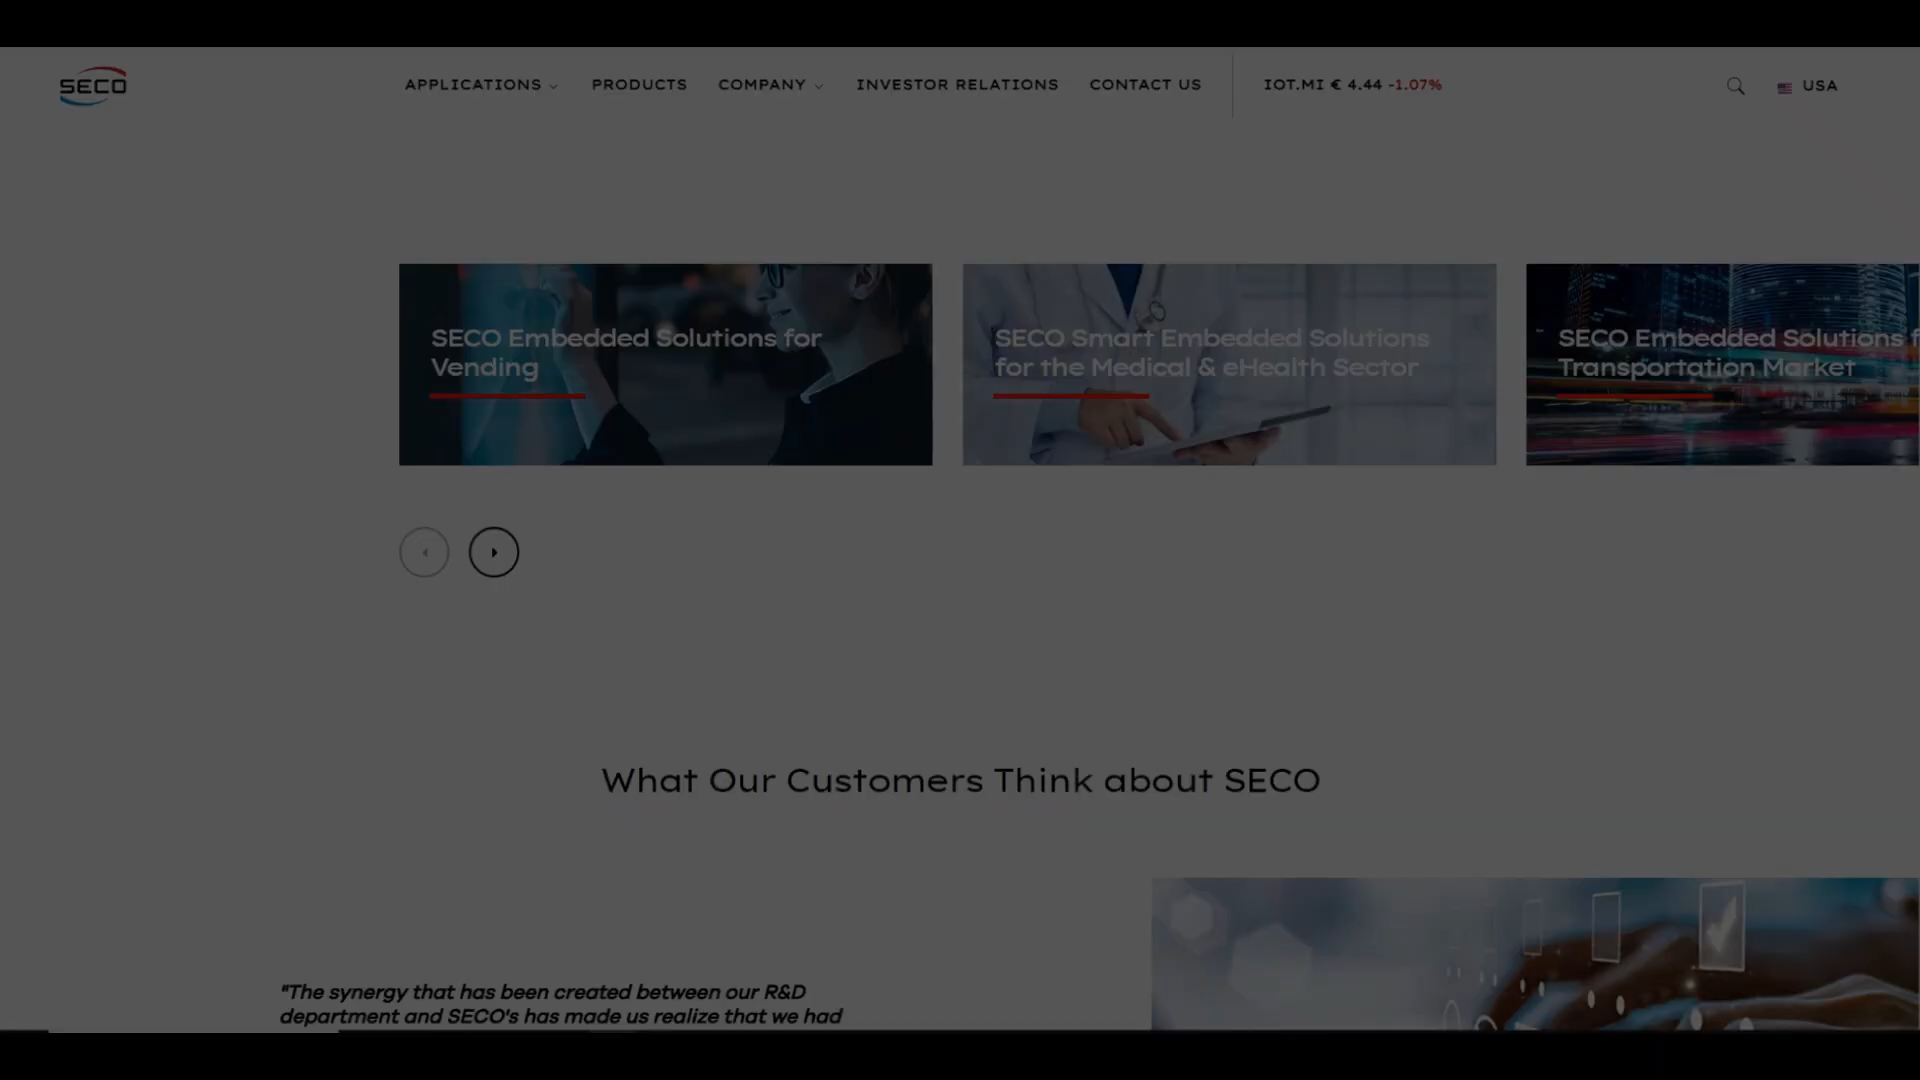 SECO
APPLICATIONS
PRODUCTS
COMPANY
INVESTOR RELATIONS
CONTACT US
IOT.MI € 4.44 -1.07%
USA
SECO Embedded Solutions for
Vending
SECO Smart Embedded Solutions
for the Medical & eHealth Sector
SECO Embedded Solutions f
Transportation Market
What Our Customers Think about SECO
"The synergy that has been created between our R&D
department and SECO's has made us realize that we had